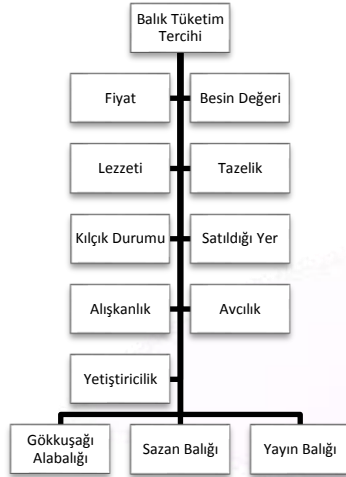 Balık Tüketim
Tercihi
Fiyat
Besin Değeri
Lezzeti
Tazelik
Kılçık Durumu
Satıldığı Yer
Alışkanlık
Avcılık
Yetiştiricilik
Gökkuşağı
Alabalığı
Sazan Balığı
Yayın Balığı